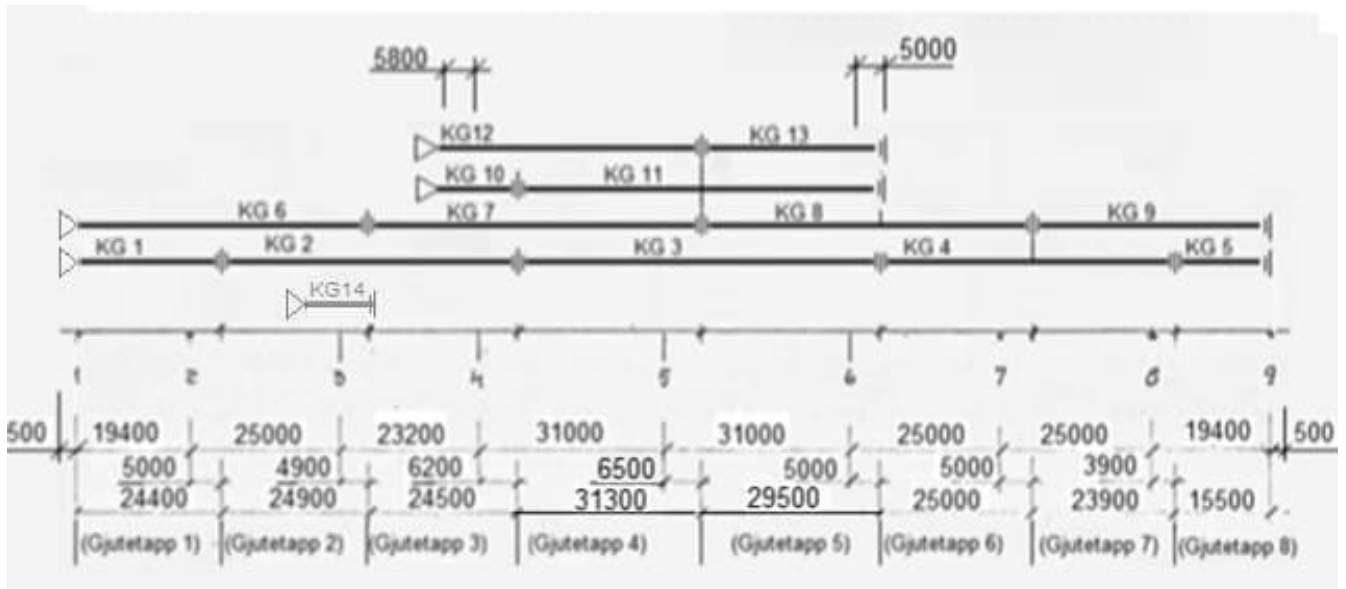 5800 5000
KG12 KG 13
KG 10 KG 11
KG 6 KG 7 KG 8 KG 9
KG 1 KG 2 KG 3 KG 4 KG 5
KG14
1 2 3 4 5 6 7 8 9
500 19400 25000 23200 31000 31000 25000 25000 19400 500
5000 4900 6200 6500 5000 5000 3900
24400 24900 24500 31300 29500 25000 23900 15500
(Gjutetapp 1) (Gjutetapp 2) (Gjutetapp 3) (Gjutetapp 4) (Gjutetapp 5) (Gjutetapp 6) (Gjutetapp 7) (Gjutetapp 8)